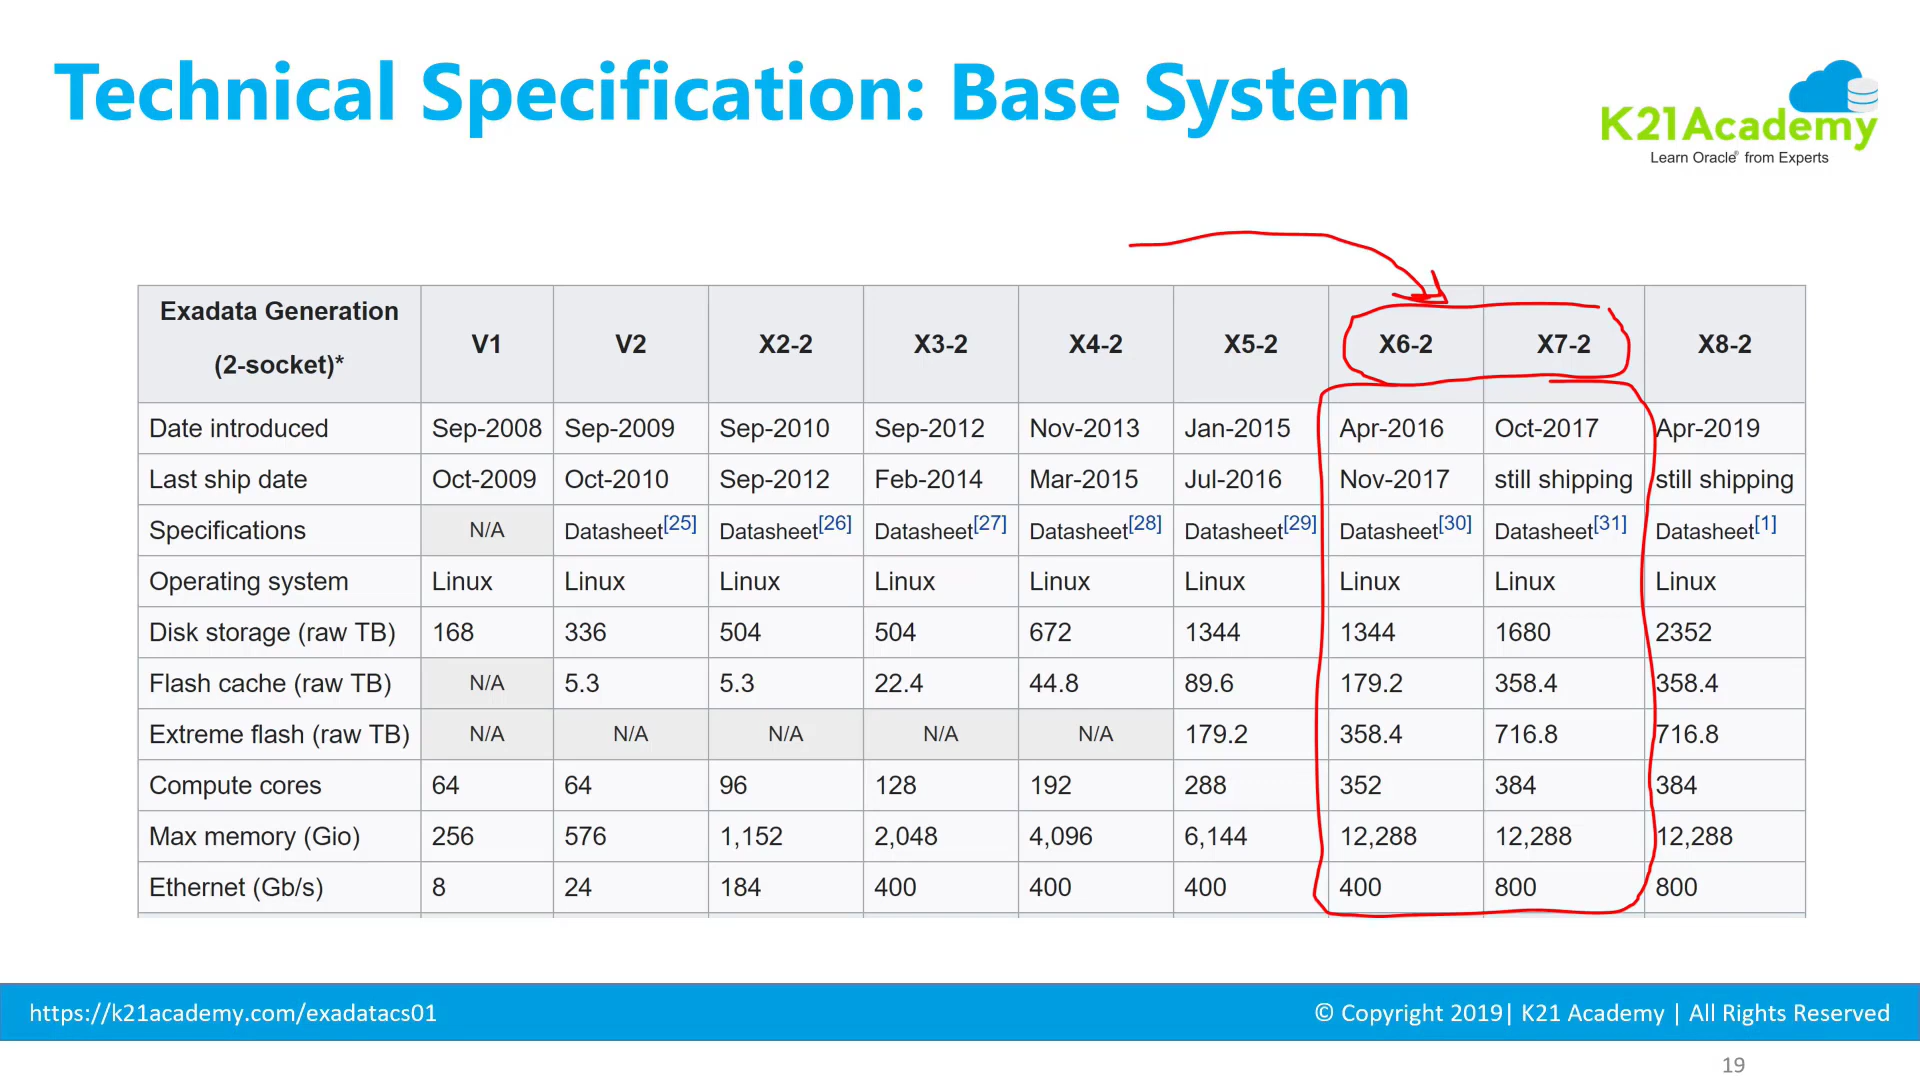 Technical Specification: Base System
K21Academy
Learn Oracle® from Experts
Exadata Generation (2-socket)* V1 V2 X2-2 X3-2 X4-2 X5-2 X6-2 X7-2 X8-2
Date introduced Sep-2008 Sep-2009 Sep-2010 Sep-2012 Nov-2013 Jan-2015 Apr-2016 Oct-2017 Apr-2019
Last ship date Oct-2009 Oct-2010 Sep-2012 Feb-2014 Mar-2015 Jul-2016 Nov-2017 still shipping still shipping
Specifications N/A Datasheet[25] Datasheet[26] Datasheet[27] Datasheet[28] Datasheet[29] Datasheet[30] Datasheet[31] Datasheet[1]
Operating system Linux Linux Linux Linux Linux Linux Linux Linux Linux
Disk storage (raw TB) 168 336 504 504 672 1344 1344 1680 2352
Flash cache (raw TB) N/A 5.3 5.3 22.4 44.8 89.6 179.2 358.4 358.4
Extreme flash (raw TB) N/A N/A N/A N/A N/A 179.2 358.4 716.8 716.8
Compute cores 64 64 96 128 192 288 352 384 384
Max memory (Gio) 256 576 1,152 2,048 4,096 6,144 12,288 12,288 12,288
Ethernet (Gb/s) 8 24 184 400 400 400 400 800 800
https://k21academy.com/exadatacs01
© Copyright 2019| K21 Academy | All Rights Reserved
19